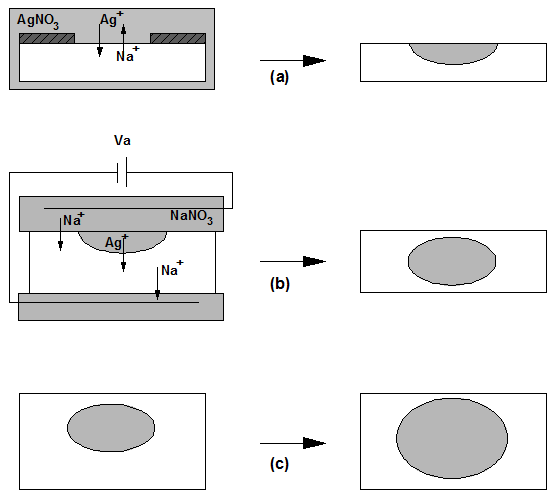 AgNO3 Ag+
Na+
(a)
Va
Na+ NaNO3
Ag+
Na+
(b)
(c)